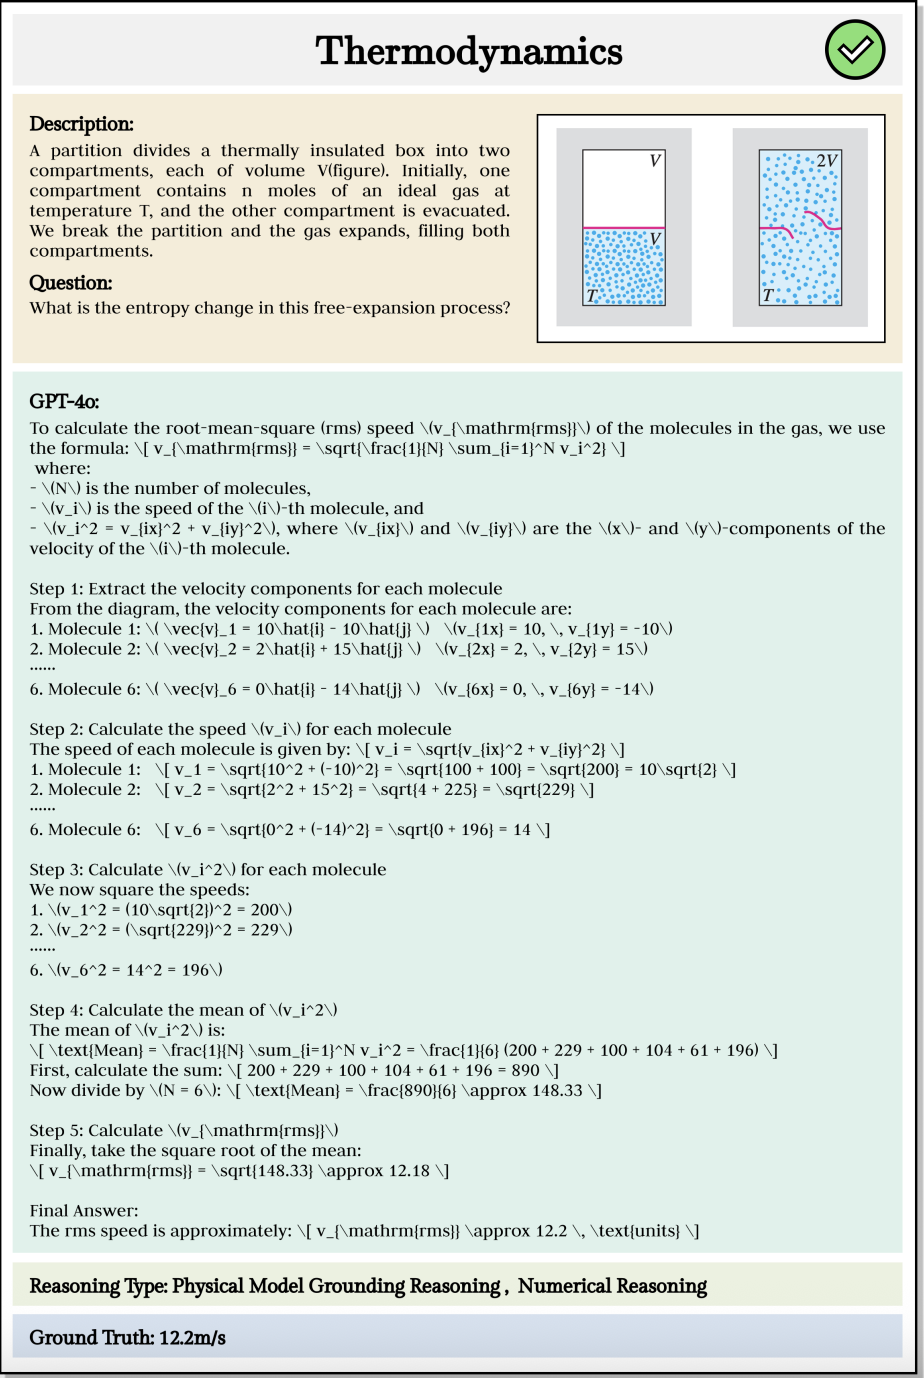 Thermodynamics
Description:
A partition divides a thermally insulated box into two
compartments, each of volume V(figure). Initially, one
compartment contains n moles of an ideal gas at
temperature T, and the other compartment is evacuated.
We break the partition and the gas expands, filling both
compartments.
Question:
What is the entropy change in this free-expansion process?
V
V
T
2V
T
GPT-4o:
To calculate the root-mean-square (rms) speed \(v_{\mathrm{rms}}\) of the molecules in the gas, we use
the formula: \[ v_{\mathrm{rms}} = \sqrt{\frac{1}{N} \sum_{i=1}^N v_i^2} \]
where:
- \(N\) is the number of molecules,
- \(v_i\) is the speed of the \(i\)-th molecule, and
- \(v_i^2 = v_{ix}^2 + v_{iy}^2\), where \(v_{ix}\) and \(v_{iy}\) are the \(x\)- and \(y\)-components of the
velocity of the \(i\)-th molecule.
Step 1: Extract the velocity components for each molecule
From the diagram, the velocity components for each molecule are:
1. Molecule 1: \( \vec{v}_1 = 10\hat{i} - 10\hat{j} \) \(v_{1x} = 10, \, v_{1y} = -10\)
2. Molecule 2: \( \vec{v}_2 = 2\hat{i} + 15\hat{j} \) \(v_{2x} = 2, \, v_{2y} = 15\)
......
6. Molecule 6: \( \vec{v}_6 = 0\hat{i} - 14\hat{j} \) \(v_{6x} = 0, \, v_{6y} = -14\)
Step 2: Calculate the speed \(v_i\) for each molecule
The speed of each molecule is given by: \[ v_i = \sqrt{v_{ix}^2 + v_{iy}^2} \]
1. Molecule 1: \[ v_1 = \sqrt{10^2 + (-10)^2} = \sqrt{100 + 100} = \sqrt{200} = 10\sqrt{2} \]
2. Molecule 2: \[ v_2 = \sqrt{2^2 + 15^2} = \sqrt{4 + 225} = \sqrt{229} \]
......
6. Molecule 6: \[ v_6 = \sqrt{0^2 + (-14)^2} = \sqrt{0 + 196} = 14 \]
Step 3: Calculate \(v_i^2\) for each molecule
We now square the speeds:
1. \(v_1^2 = (10\sqrt{2})^2 = 200\)
2. \(v_2^2 = (\sqrt{229})^2 = 229\)
......
6. \(v_6^2 = 14^2 = 196\)
Step 4: Calculate the mean of \(v_i^2\)
The mean of \(v_i^2\) is:
\[ \text{Mean} = \frac{1}{N} \sum_{i=1}^N v_i^2 = \frac{1}{6} (200 + 229 + 100 + 104 + 61 + 196) \]
First, calculate the sum: \[ 200 + 229 + 100 + 104 + 61 + 196 = 890 \]
Now divide by \(N = 6\): \[ \text{Mean} = \frac{890}{6} \approx 148.33 \]
Step 5: Calculate \(v_{\mathrm{rms}}\)
Finally, take the square root of the mean:
\[ v_{\mathrm{rms}} = \sqrt{148.33} \approx 12.18 \]
Final Answer:
The rms speed is approximately: \[ v_{\mathrm{rms}} \approx 12.2 \, \text{units} \]
Reasoning Type: Physical Model Grounding Reasoning , Numerical Reasoning
Ground Truth: 12.2m/s